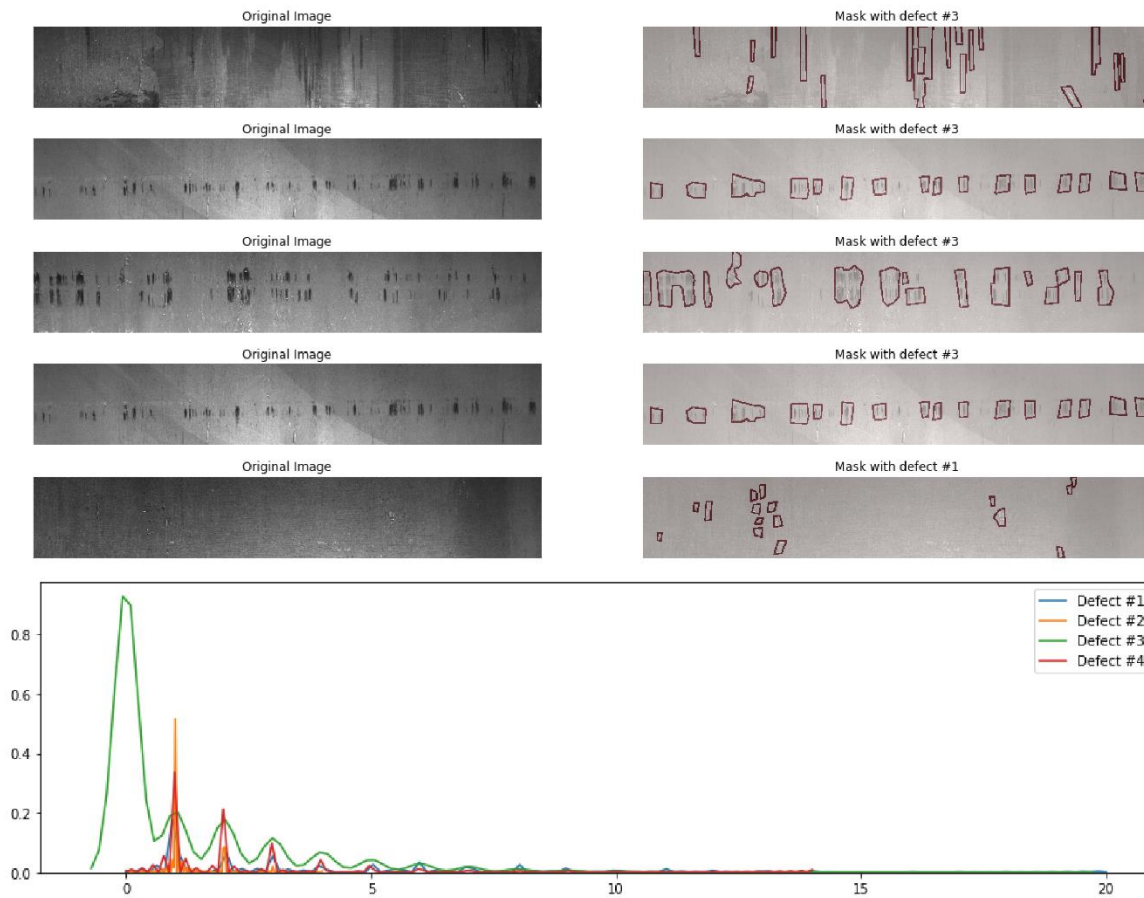 Original Image
Mask with defect #3
Original Image
Mask with defect #3
Original Image
Mask with defect #3
Original Image
Mask with defect #3
Original Image
Mask with defect #1
0.8
0.6
0.4
0.2
0.0
Defect #1
Defect #2
Defect #3
Defect #4
0
5
10
15
20